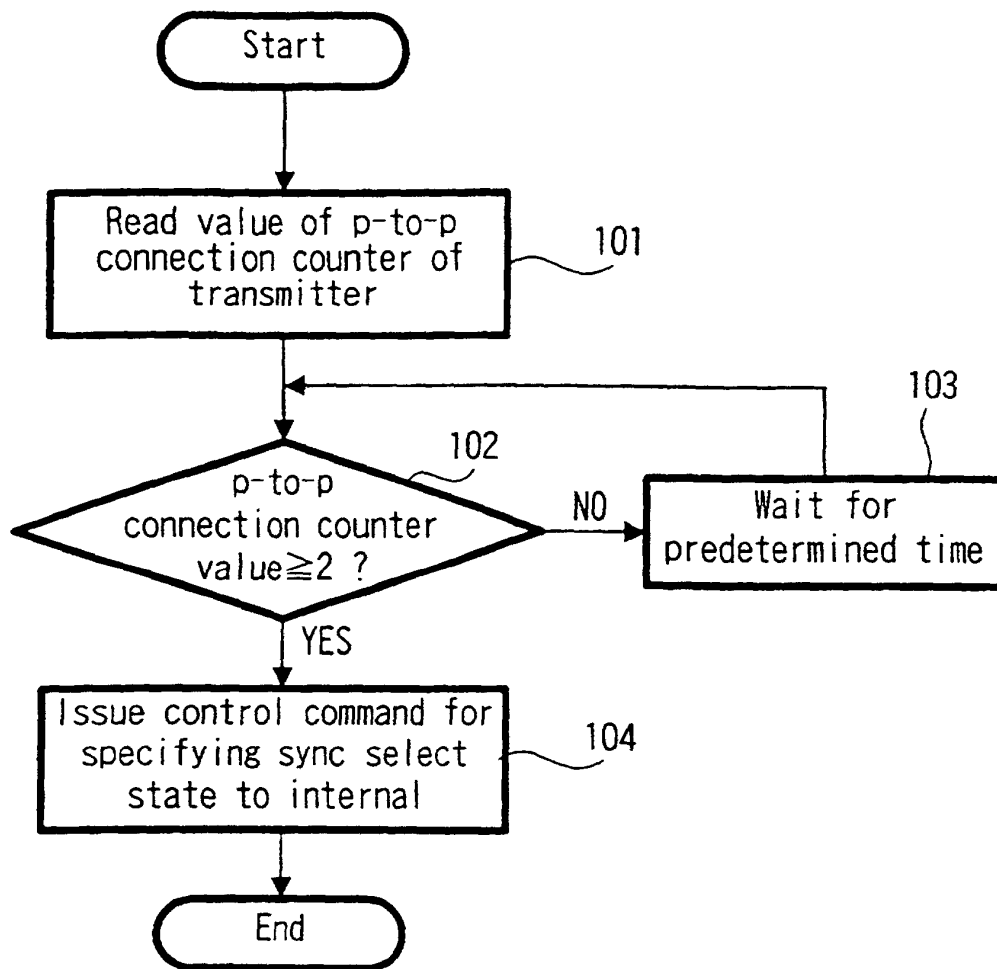 Start
Read value of p-to-p
connection counter of
transmitter
101
103
102
p-to-p
connection counter
value≧2 ?
NO
Wait for
predetermined time
YES
Issue control command for
specifying sync select
state to internal
104
End